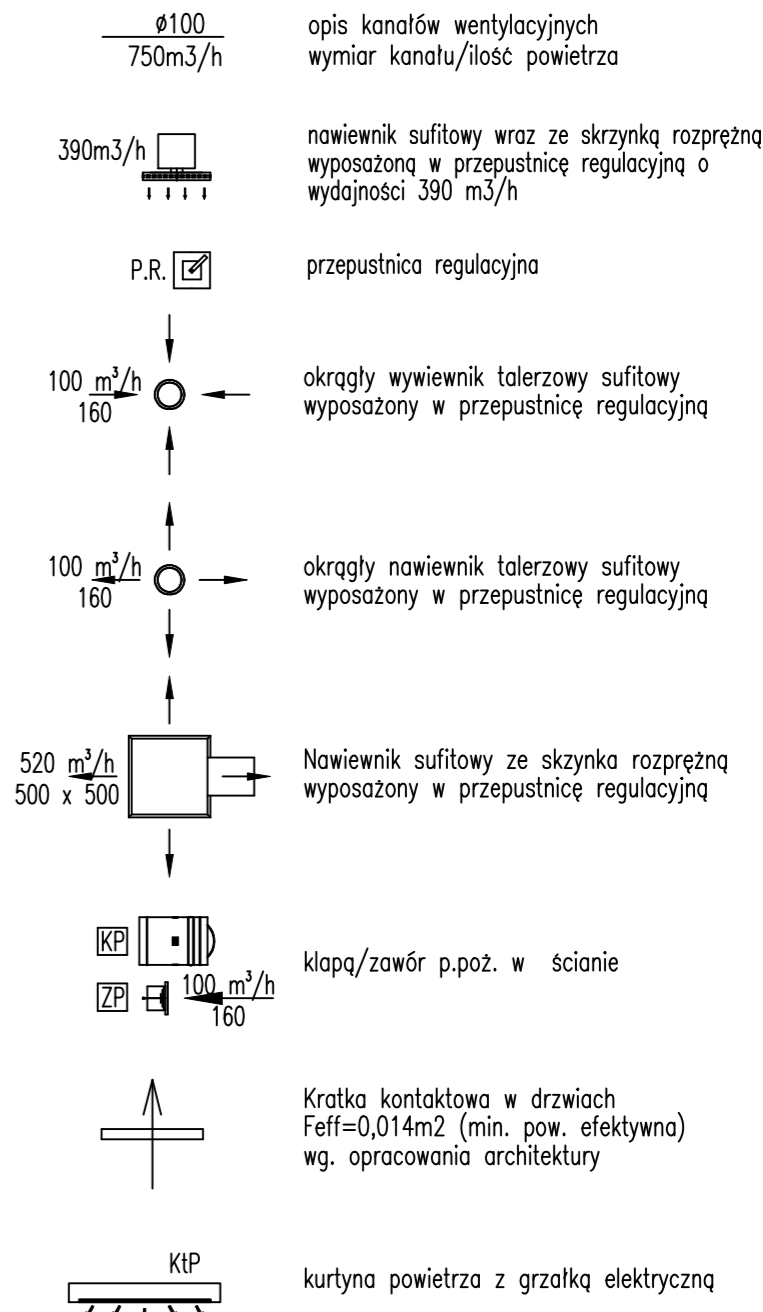 ø100
750m3/h
opis kanałów wentylacyjnych
wymiar kanału/ilość powietrza
390m3/h
nawiewnik sufitowy wraz ze skrzynką rozprężną
wyposażoną w przepustnicę regulacyjną o
wydajności 390 m3/h
P.R.
przepustnica regulacyjna
100 m³/h
160
okrągły wywiewnik talerzowy sufitowy
wyposażony w przepustnicę regulacyjną
100 m³/h
160
okrągły nawiewnik talerzowy sufitowy
wyposażony w przepustnicę regulacyjną
520 m³/h
500 x 500
Nawiewnik sufitowy ze skzynka rozprężną
wyposażony w przepustnicę regulacyjną
KP
ZP
100 m³/h
160
klapą/zawór p.poż. w ścianie
Kratka kontaktowa w drzwiach
Feff=0,014m2 (min. pow. efektywna)
wg. opracowania architektury
KtP
kurtyna powietrza z grzałką elektryczną